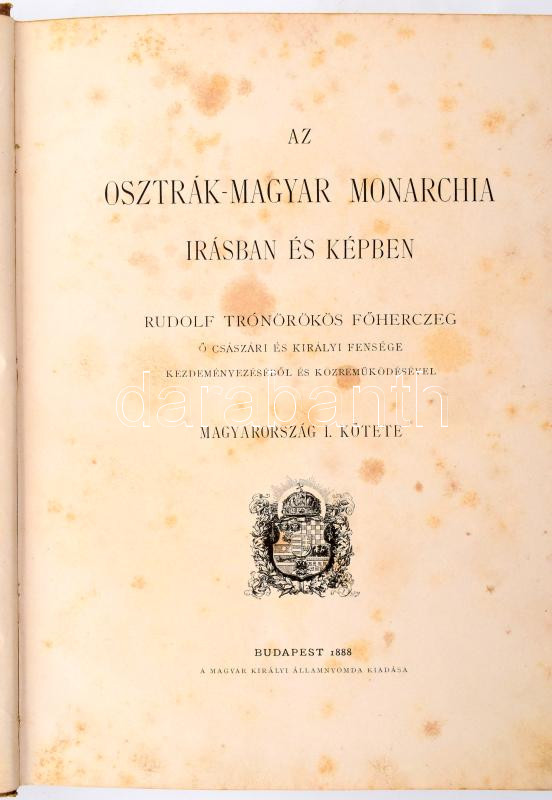 AZ
OSZTRÁK-MAGYAR MONARCHIA
IRÁSBAN ÉS KÉPBEN
RUDOLF TRÓNÖRÖKÖS FŐHERCZEG
Ő CSÁSZÁRI ÉS KIRÁLYI FENSÉGE
KEZDEMÉNYEZÉSÉBŐL ÉS KÖZREMŰKÖDÉSÉVEL
darabanth
MAGYARORSZÁG I. KÖTETE
BUDAPEST 1888
A MAGYAR KIRÁLYI ÁLLAMNYOMDA KIADÁSA